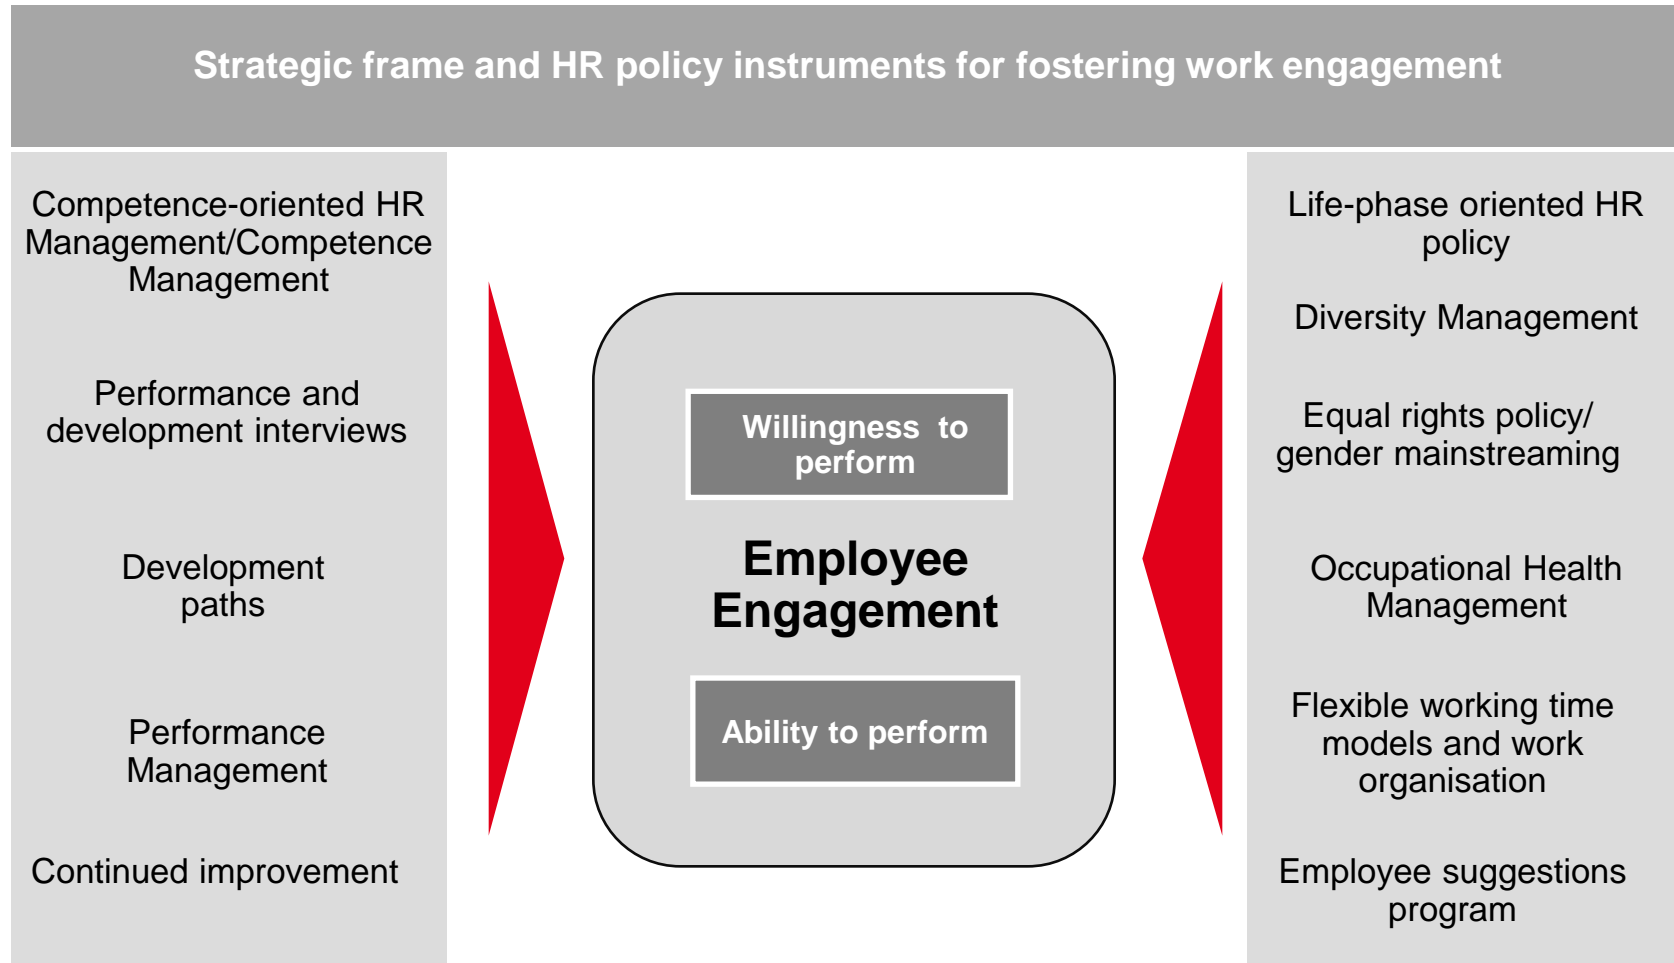 Strategic frame and HR policy instruments for fostering work engagement
Competence-oriented HR
Management/Competence
Management
Performance and
development interviews
Development
paths
Performance
Management
Continued improvement
Willingness to
perform
Employee
Engagement
Ability to perform
Life-phase oriented HR
policy
Diversity Management
Equal rights policy/
gender mainstreaming
Occupational Health
Management
Flexible working time
models and work
organisation
Employee suggestions
program